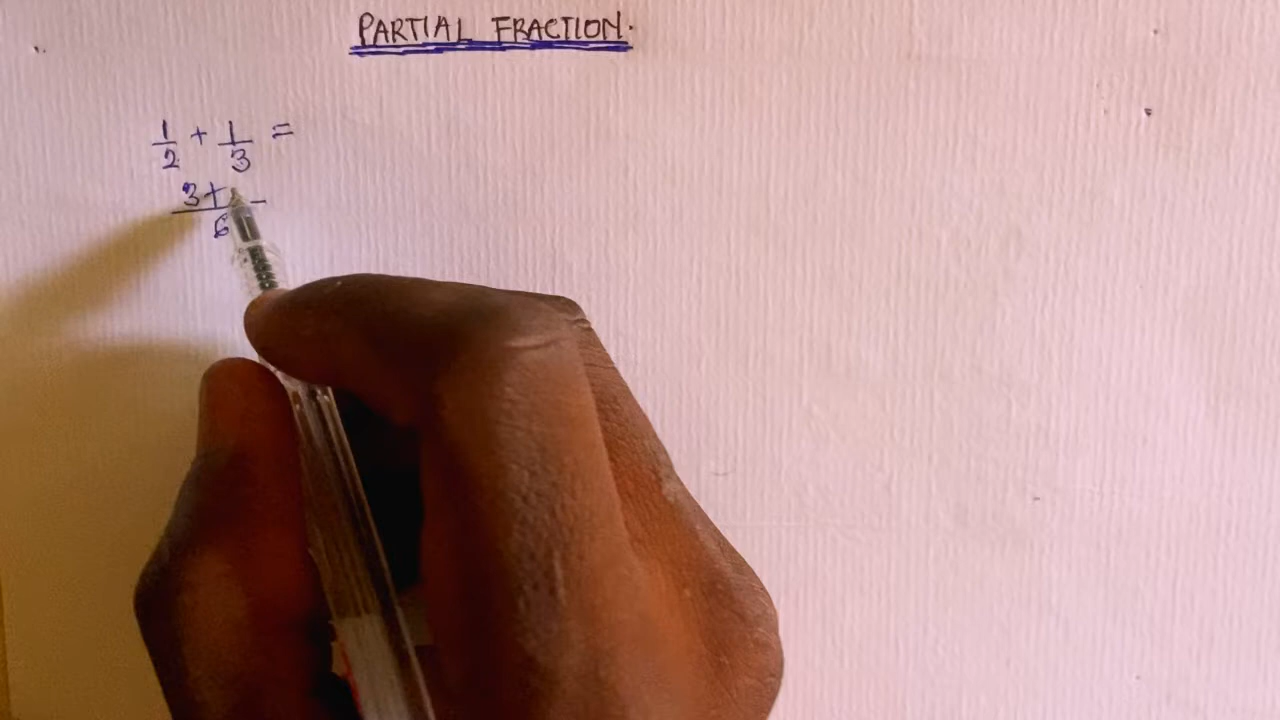 PARTIAL FRACTION.
1/2 + 1/3 =
3+
6